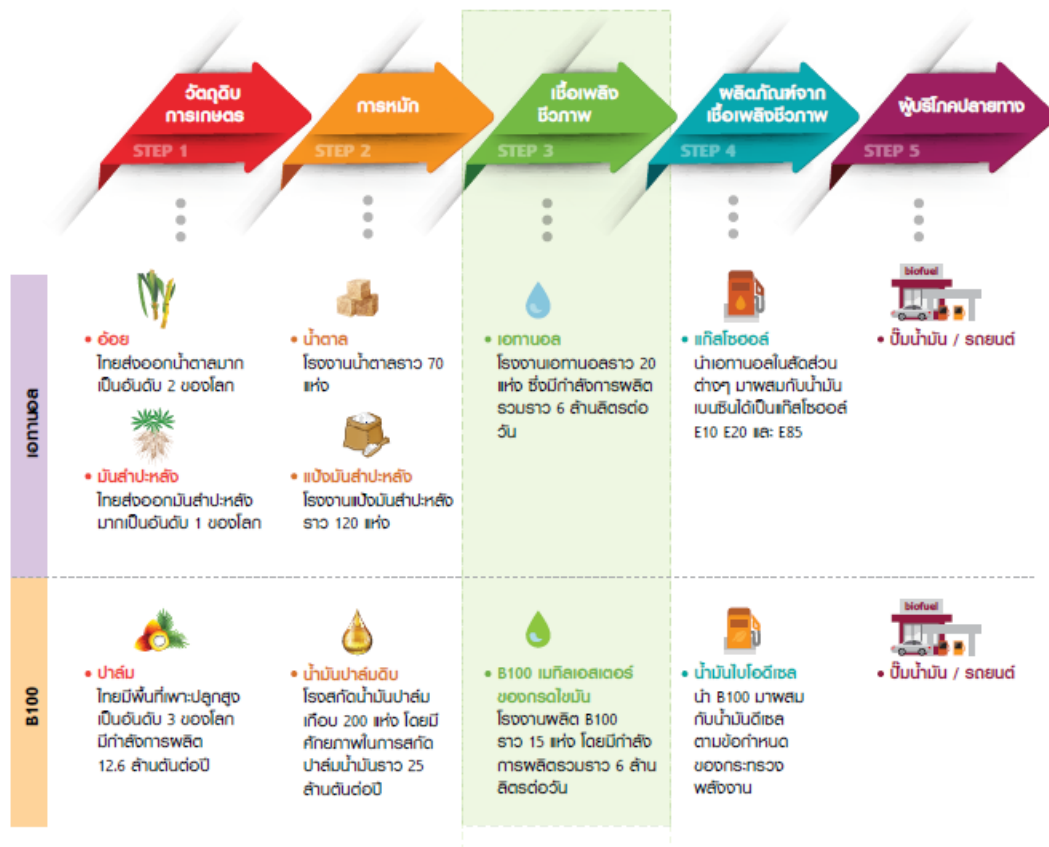 วัตถุดิบ
การเกษตร
STEP 1
การหมัก
STEP 2
เชื้อเพลิง
ชีวภาพ
STEP 3
ผลิตภัณฑ์จาก
เชื้อเพลิงชีวภาพ
STEP 4
ผู้บริโภคปลายทาง
STEP 5
เอทานอล
• อ้อย
ไทยส่งออกน้ำตาลมาก
เป็นอันดับ 2 ของโลก
• มันสำปะหลัง
ไทยส่งออกมันสำปะหลัง
มากเป็นอันดับ 1 ของโลก
• น้ำตาล
โรงงานน้ำตาลราว 70
แห่ง
• แป้งมันสำปะหลัง
โรงงานแป้งมันสำปะหลัง
ราว 120 แห่ง
• เอทานอล
โรงงานเอทานอลราว 20
แห่ง ซึ่งมีกำลังการผลิต
รวมราว 6 ล้านลิตรต่อ
วัน
• แก๊สโซฮอล์
นำเอทานอลในสัดส่วน
ต่างๆ มาผสมกับน้ำมัน
เบนซินได้เป็นแก๊สโซฮอล์
E10 E20 และ E85
biofuel
• ปั๊มน้ำมัน / รถยนต์
B100
• ปาล์ม
ไทยมีพื้นที่เพาะปลูกสูง
เป็นอันดับ 3 ของโลก
มีกำลังการผลิต
12.6 ล้านตันต่อปี
• น้ำมันปาล์มดิบ
โรงสกัดน้ำมันปาล์ม
เกือบ 200 แห่ง โดยมี
ศักยภาพในการสกัด
ปาล์มน้ำมันราว 25
ล้านตันต่อปี
• B100 เมทิลเอสเตอร์
ของกรดไขมัน
โรงงานผลิต B100
ราว 15 แห่ง โดยมีกำลัง
การผลิตรวมราว 6 ล้าน
ลิตรต่อวัน
• น้ำมันไบโอดีเซล
นำ B100 มาผสม
กับน้ำมันดีเซล
ตามข้อกำหนด
ของกระทรวง
พลังงาน
biofuel
• ปั๊มน้ำมัน / รถยนต์